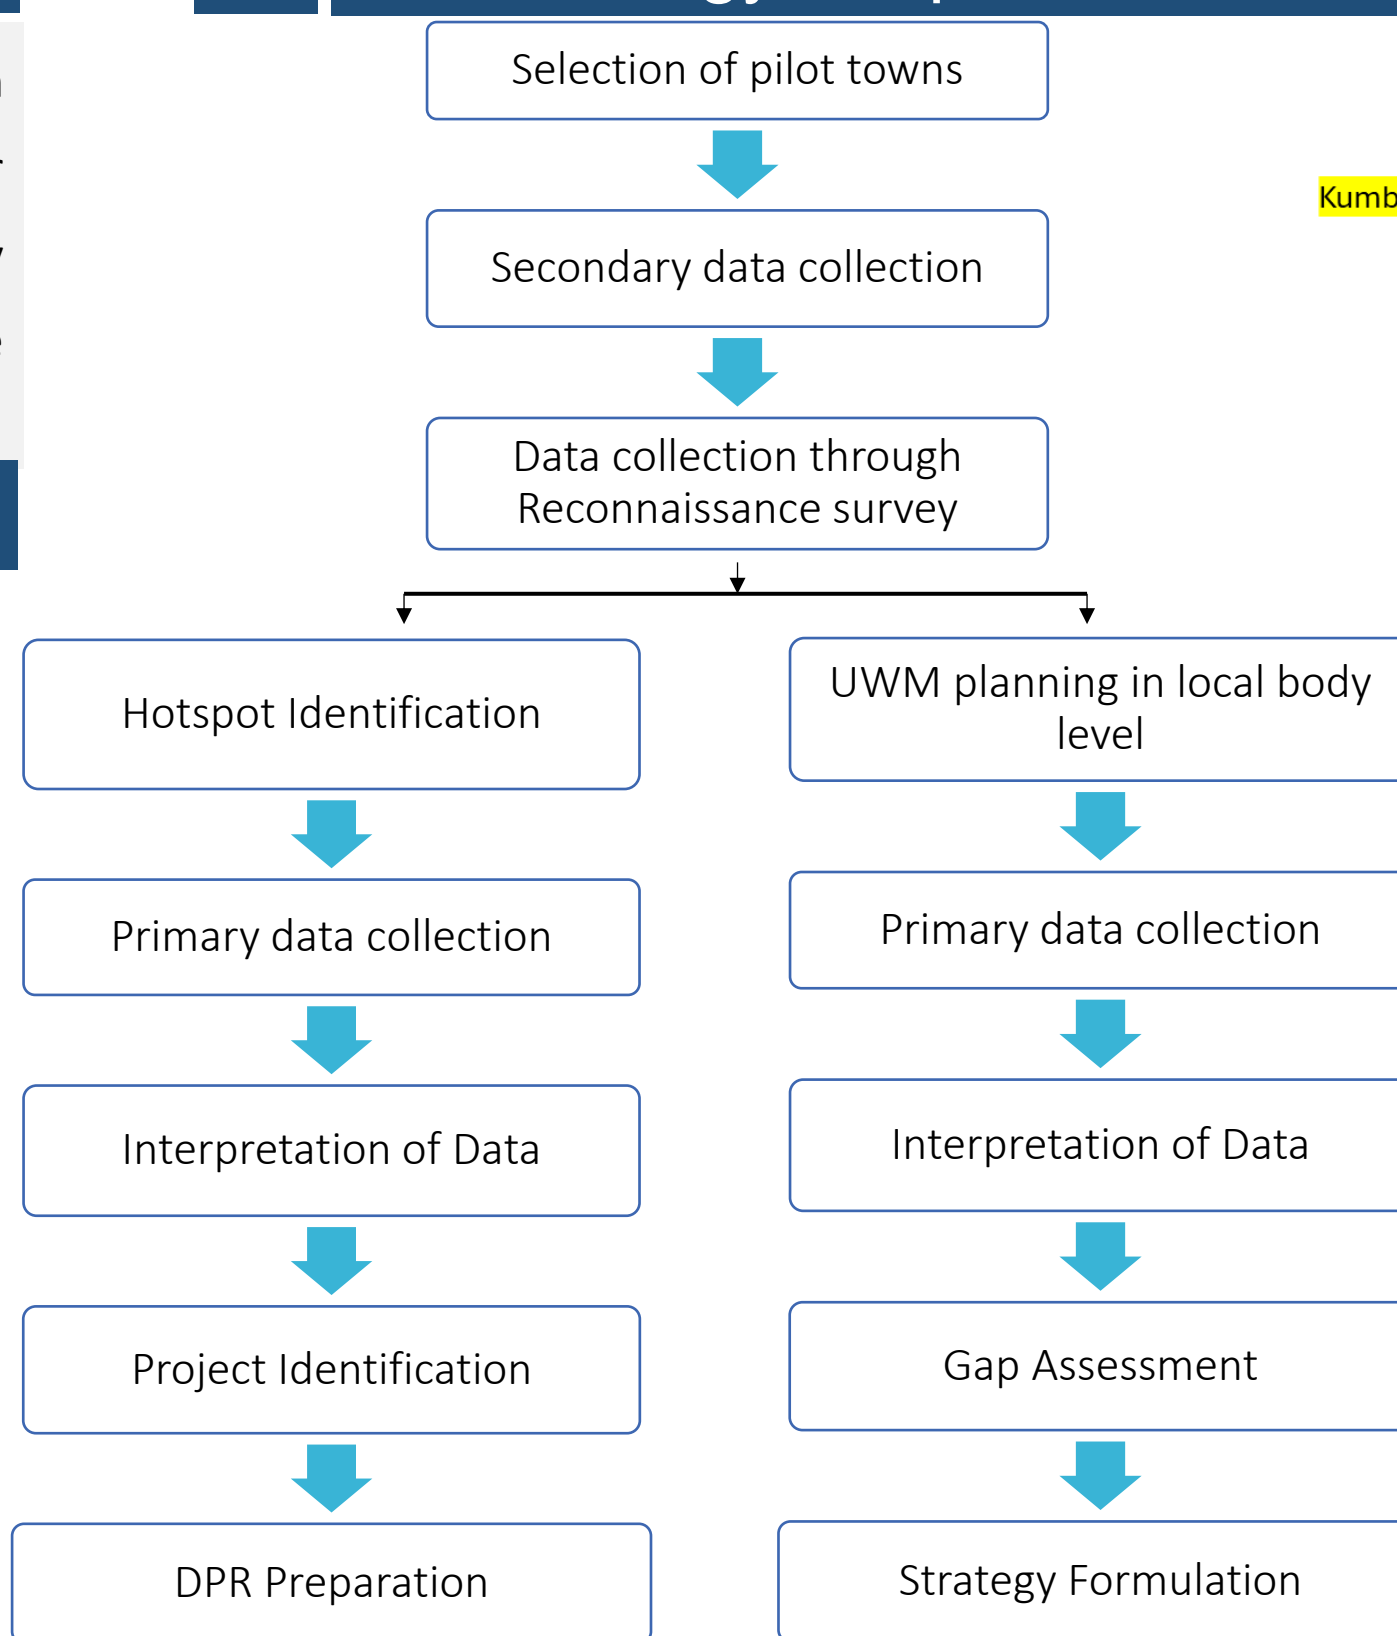 Selection of pilot towns
Secondary data collection
Data collection through
Reconnaissance survey
Hotspot Identification
Primary data collection
Interpretation of Data
Project Identification
DPR Preparation
UWM planning in local body
level
Primary data collection
Interpretation of Data
Gap Assessment
Strategy Formulation
Kumb